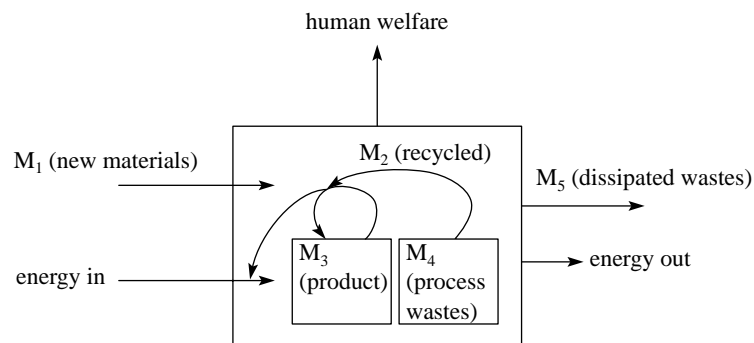 human welfare
M₁ (new materials)
M₂ (recycled)
M₅ (dissipated wastes)
energy in
M₃
(product)
M₄
(process
wastes)
energy out